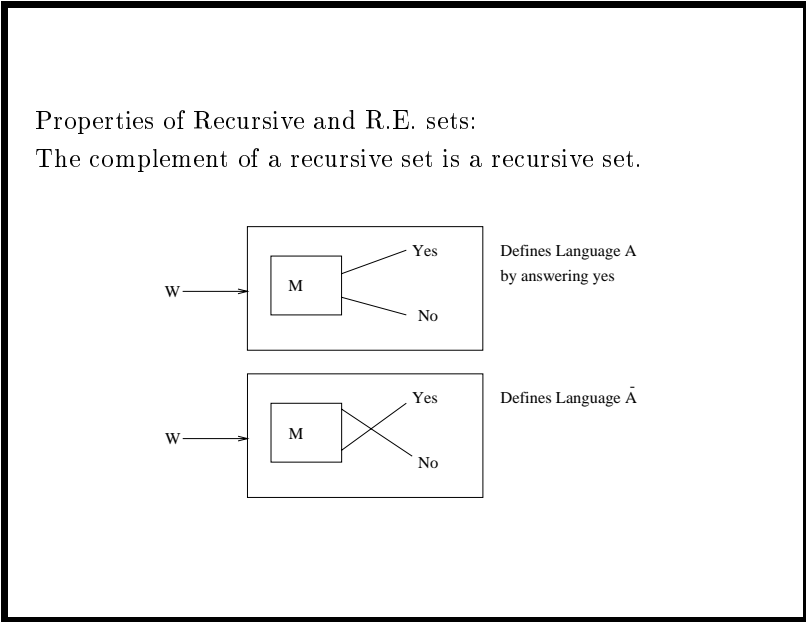 Properties of Recursive and R.E. sets:
The complement of a recursive set is a recursive set.
Yes
Defines Language A
by answering yes
M
W
No
Yes
Defines Language Ā
M
W
No